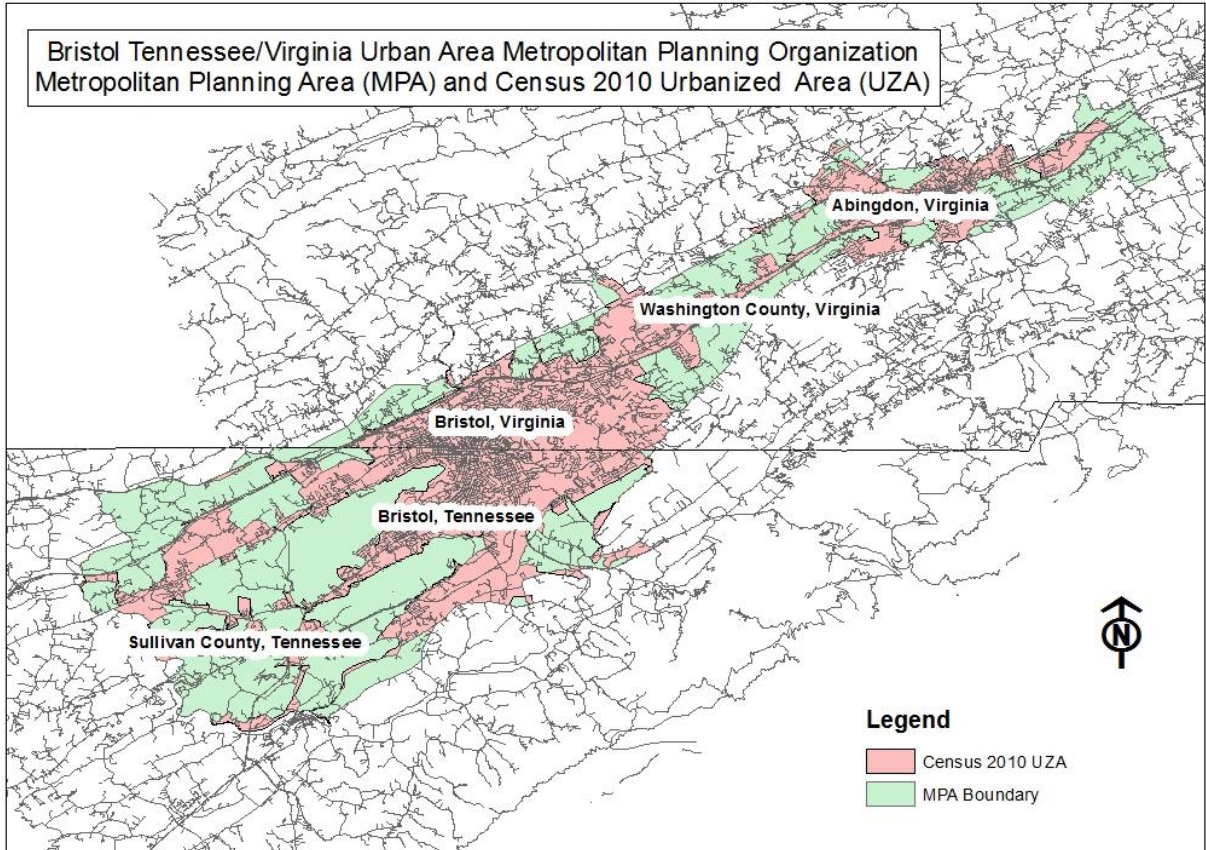 Bristol Tennessee/Virginia Urban Area Metropolitan Planning Organization
Metropolitan Planning Area (MPA) and Census 2010 Urbanized Area (UZA)
Abingdon, Virginia
Washington County, Virginia
Bristol, Virginia
Bristol, Tennessee
Sullivan County, Tennessee
N
Legend
Census 2010 UZA
MPA Boundary